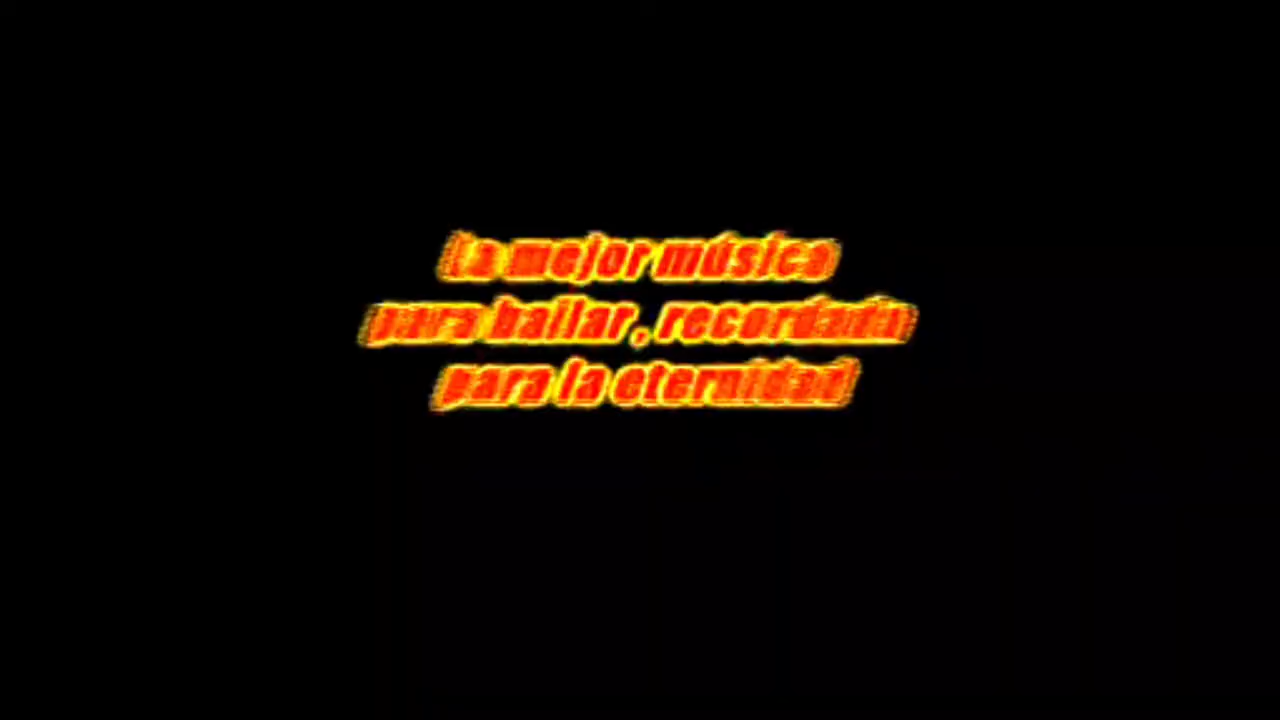 La mejor música
para bailar , recordada
para la eternidad